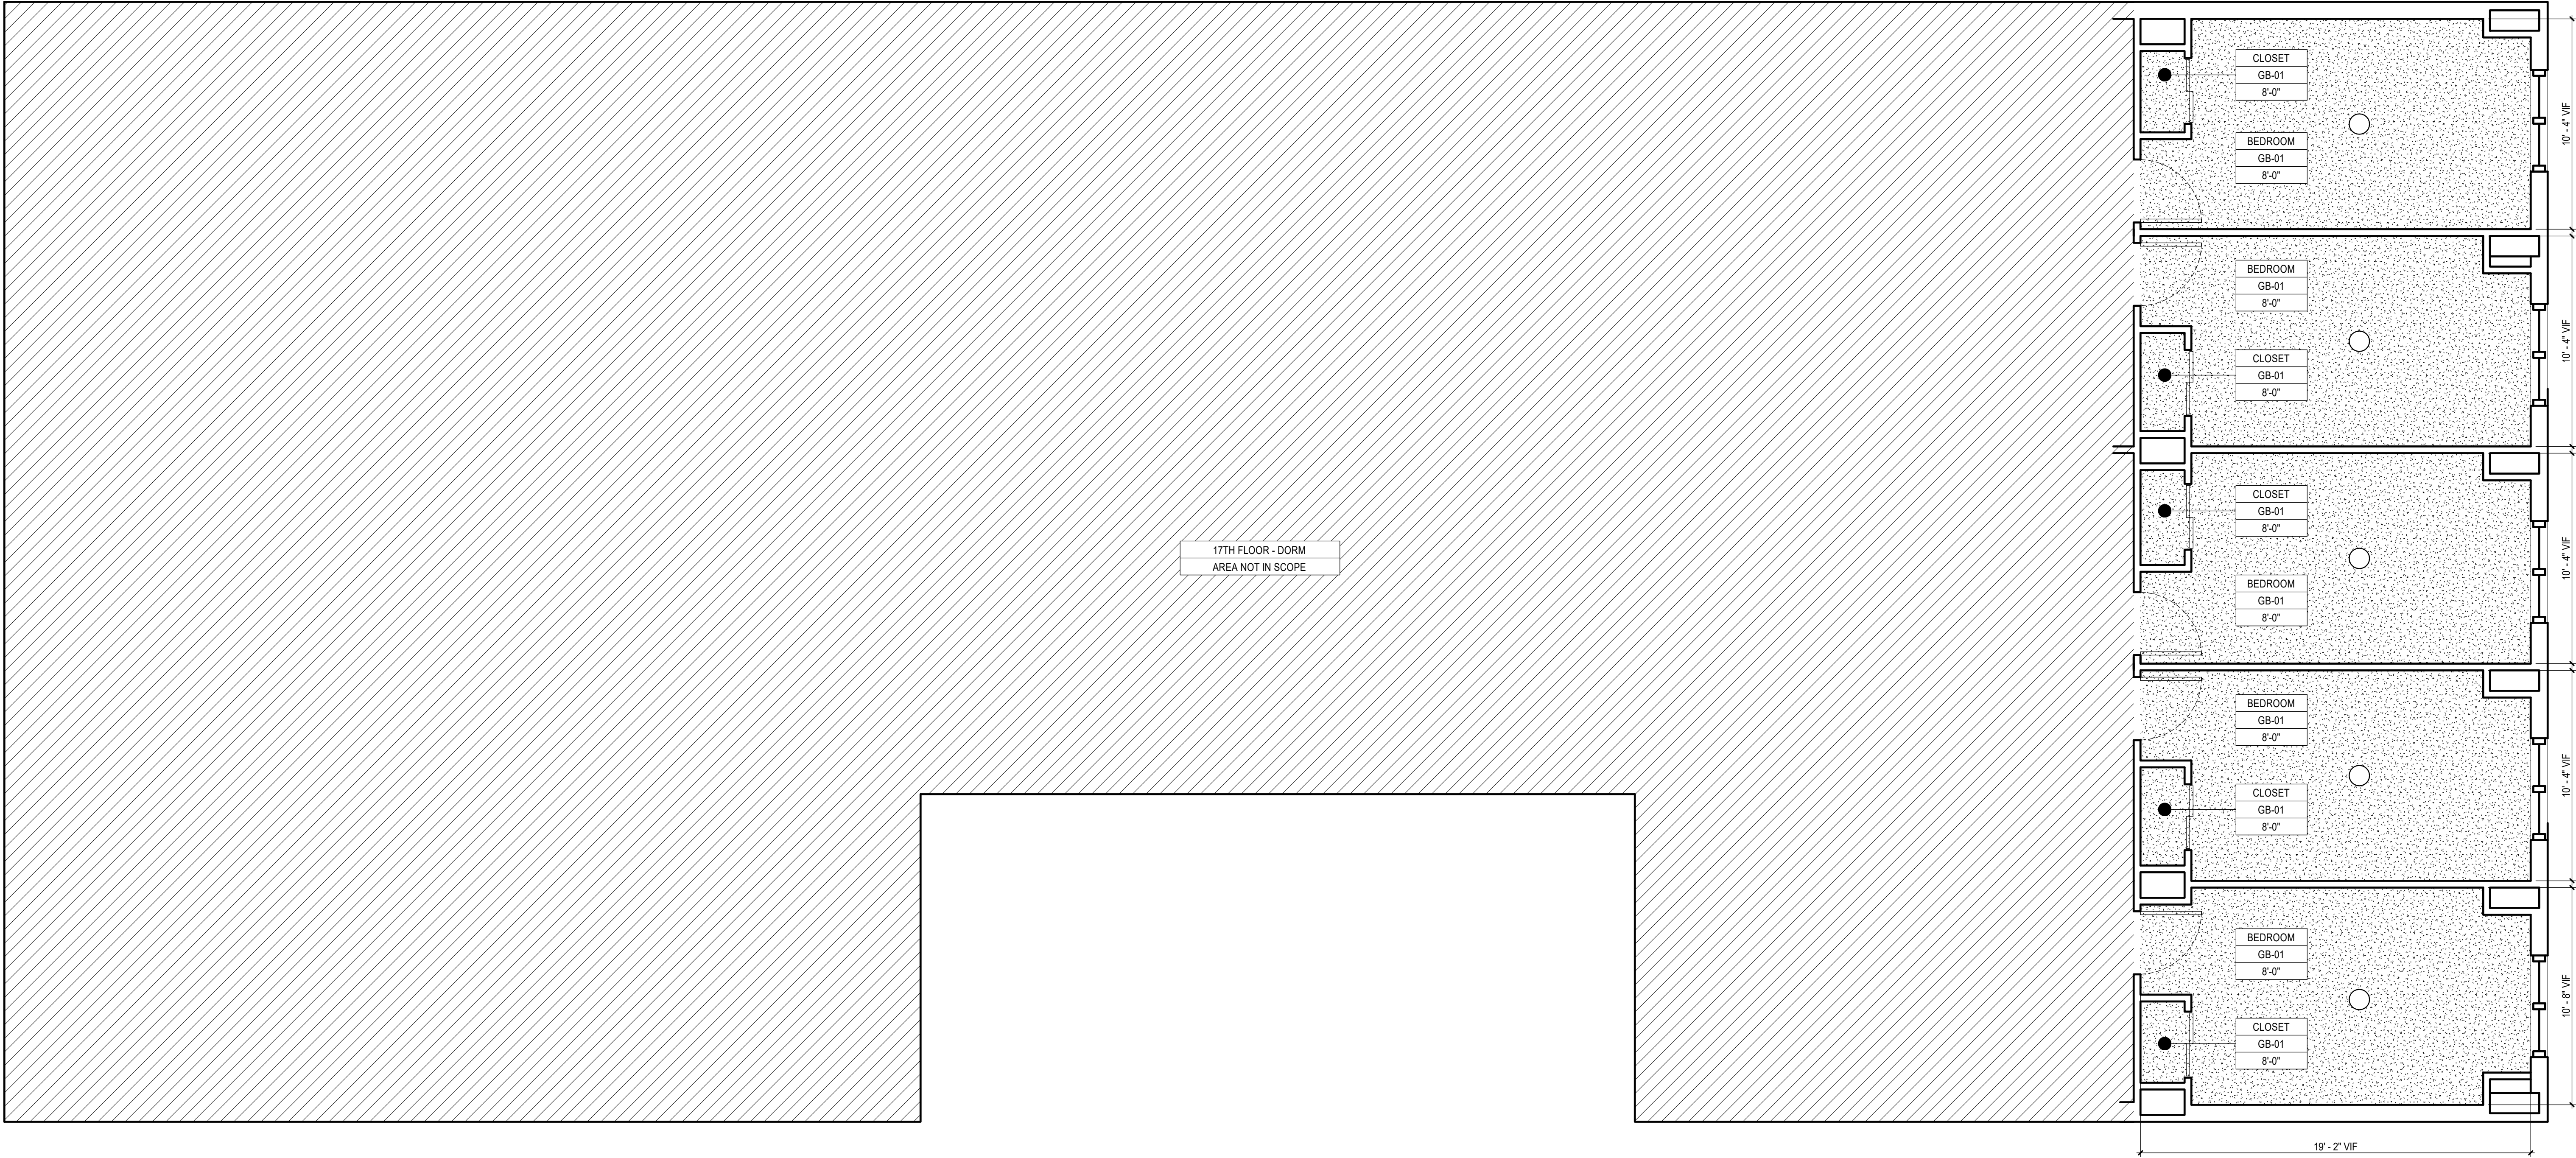 CLOSET
GB-01
8'-0"
10' - 4" VIF
BEDROOM
GB-01
8'-0"
BEDROOM
GB-01
8'-0"
10' - 4" VIF
CLOSET
GB-01
8'-0"
CLOSET
GB-01
8'-0"
17TH FLOOR - DORM
AREA NOT IN SCOPE
10' - 4" VIF
BEDROOM
GB-01
8'-0"
BEDROOM
GB-01
8'-0"
10' - 4" VIF
CLOSET
GB-01
8'-0"
BEDROOM
GB-01
8'-0"
10' - 8" VIF
CLOSET
GB-01
8'-0"
19' - 2" VIF